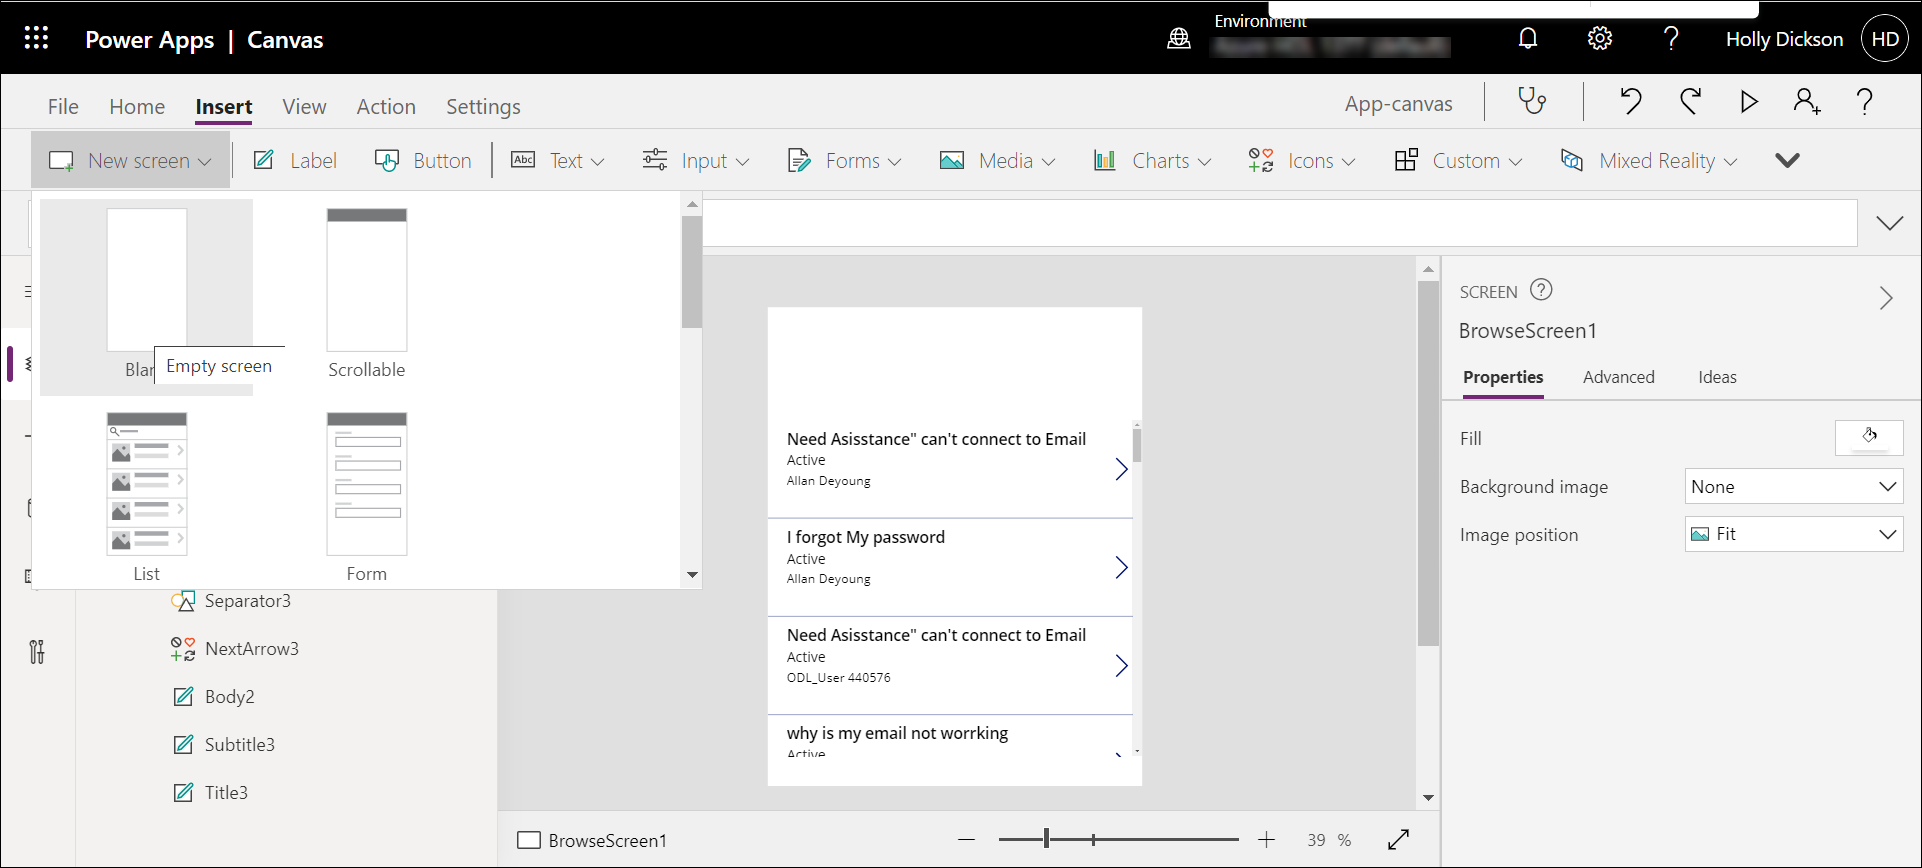 Power Apps | Canvas
Environment
Holly Dickson
HD
File
Home
Insert
View
Action
Settings
App-canvas
New screen
Label
Button
Abc
Text
Input
Forms
Media
Charts
Icons
Custom
Mixed Reality
Empty screen
Scrollable
List
Form
Separator3
NextArrow3
Body2
Subtitle3
Title3
Need Asisstance" can't connect to Email
Active
Allan Deyoung
I forgot My password
Active
Allan Deyoung
Need Asisstance" can't connect to Email
Active
ODL_User 440576
why is my email not worrking
Active
BrowseScreen1
39 %
SCREEN
BrowseScreen1
Properties
Advanced
Ideas
Fill
Background image
None
Image position
Fit